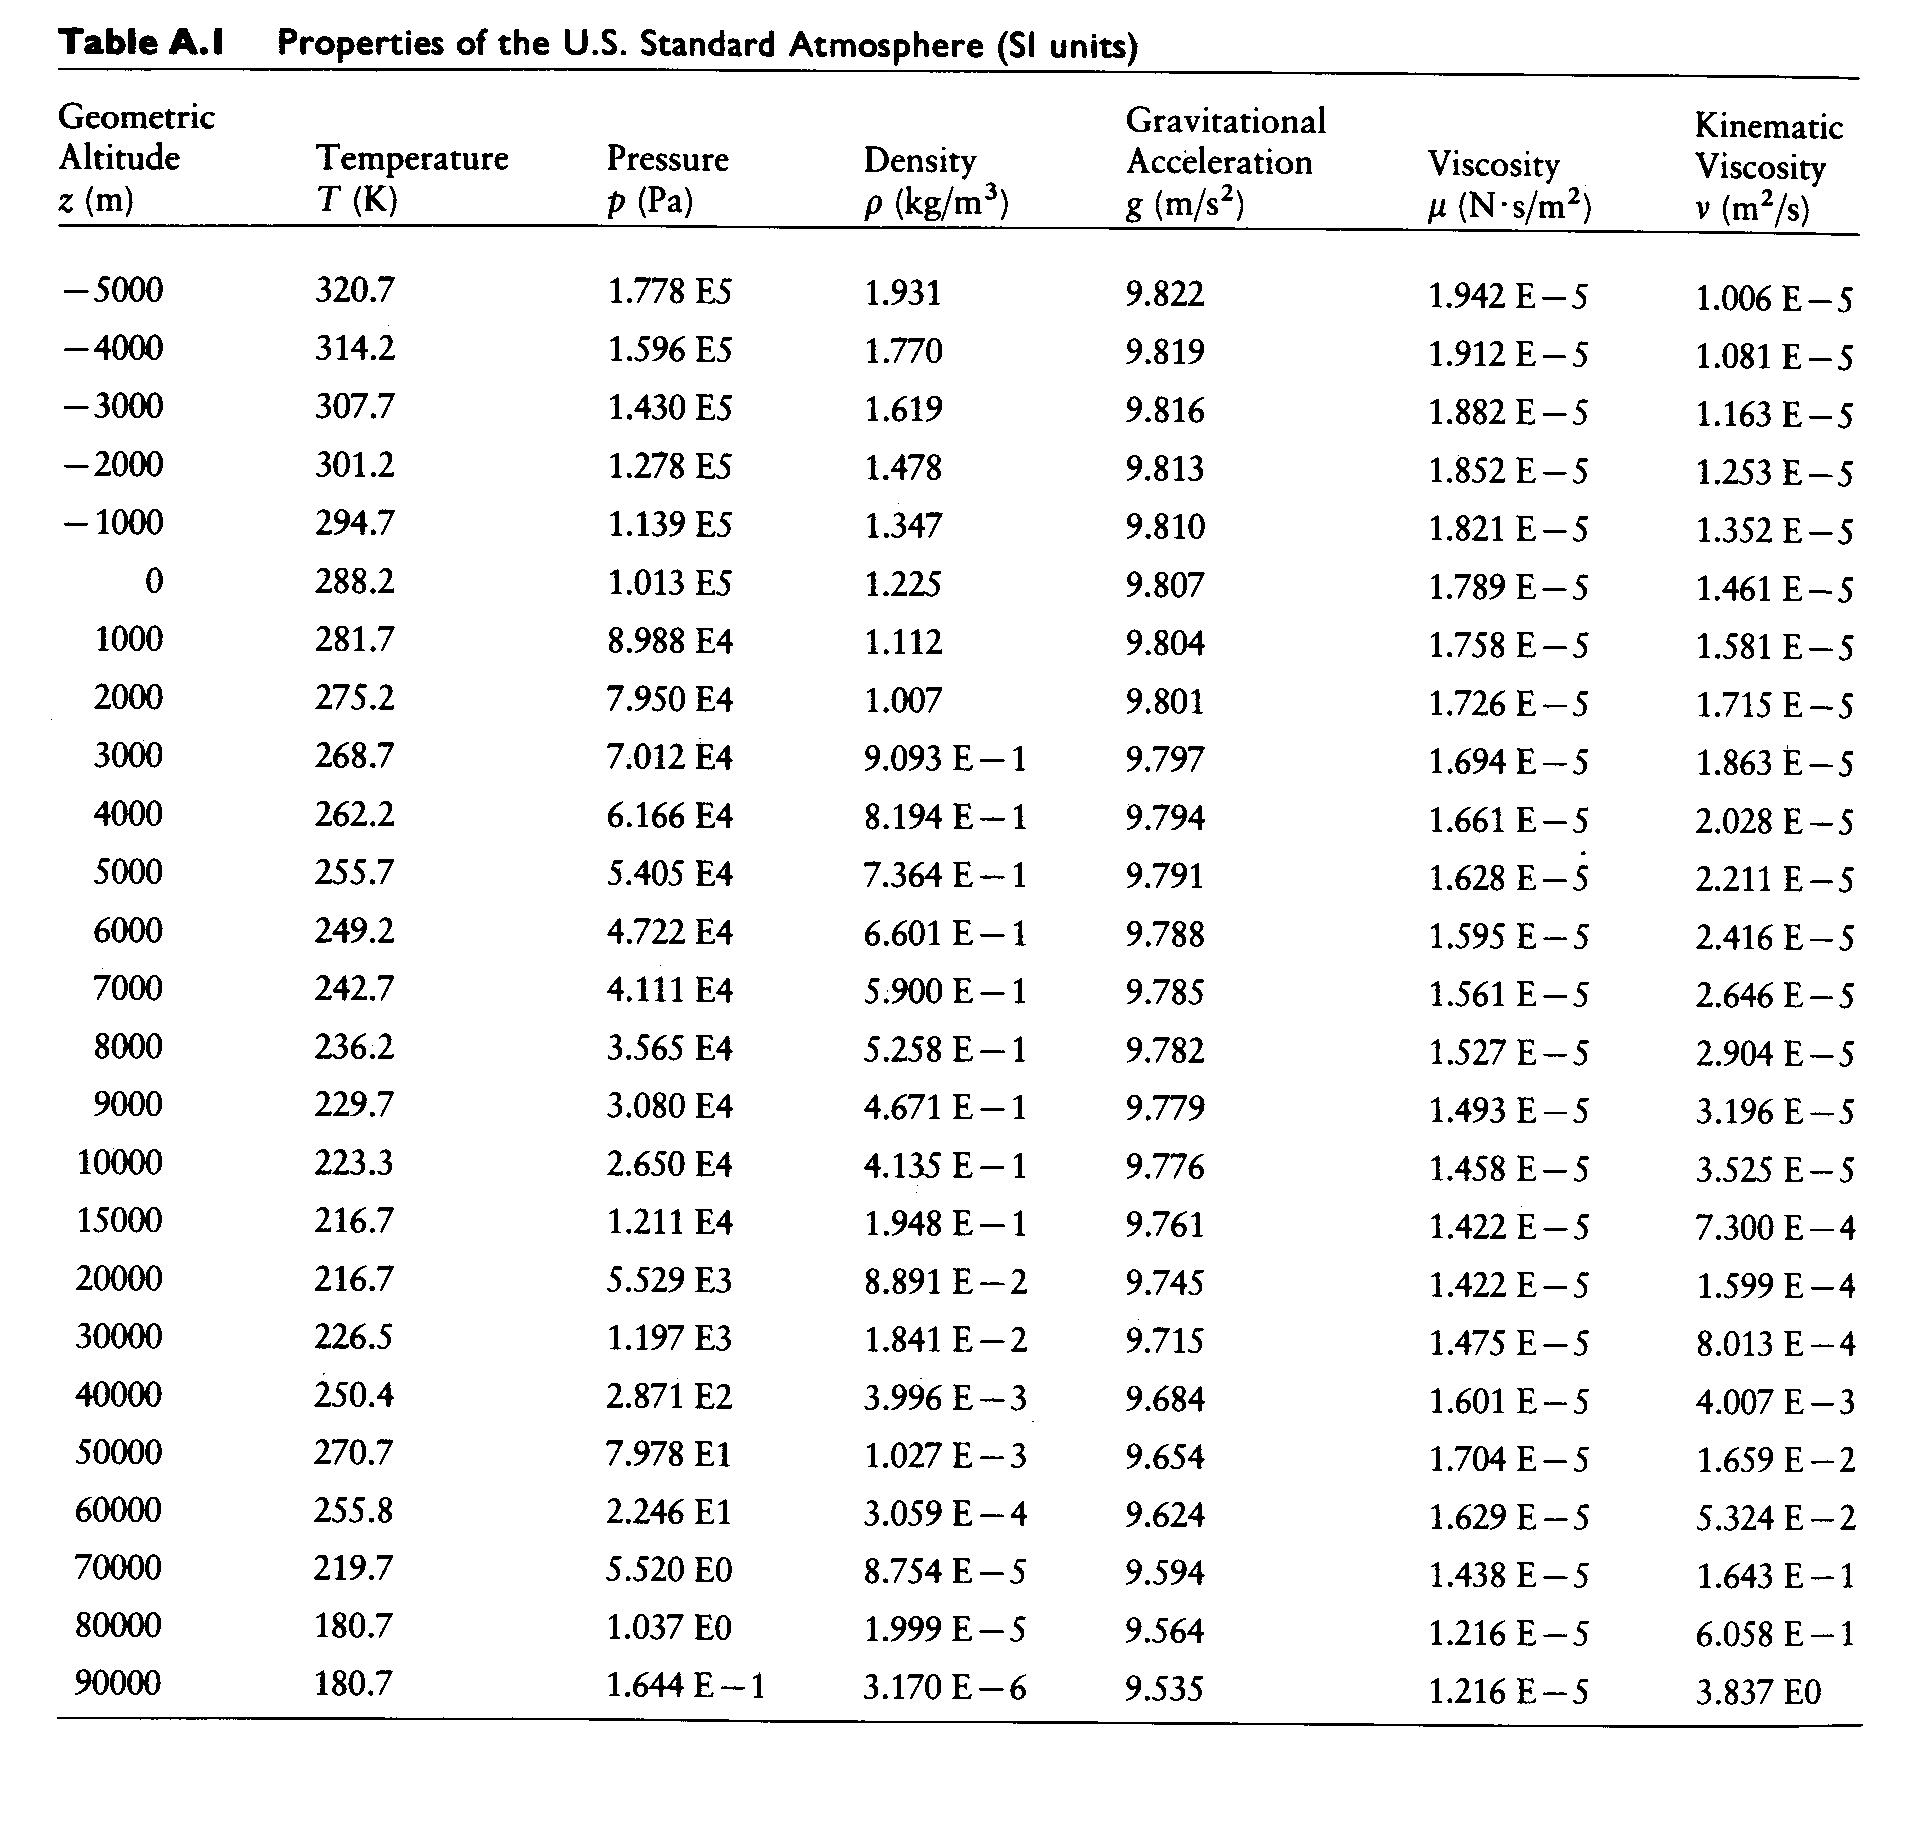 Table A.1 Properties of the U.S. Standard Atmosphere (SI units)
Geometric Altitude z (m) Temperature T (K) Pressure p (Pa) Density ρ (kg/m³) Gravitational Acceleration g (m/s²) Viscosity μ (N·s/m²) Kinematic Viscosity ν (m²/s)
−5000 320.7 1.778 E5 1.931 9.822 1.942 E−5 1.006 E−5
−4000 314.2 1.596 E5 1.770 9.819 1.912 E−5 1.081 E−5
−3000 307.7 1.430 E5 1.619 9.816 1.882 E−5 1.163 E−5
−2000 301.2 1.278 E5 1.478 9.813 1.852 E−5 1.253 E−5
−1000 294.7 1.139 E5 1.347 9.810 1.821 E−5 1.352 E−5
0 288.2 1.013 E5 1.225 9.807 1.789 E−5 1.461 E−5
1000 281.7 8.988 E4 1.112 9.804 1.758 E−5 1.581 E−5
2000 275.2 7.950 E4 1.007 9.801 1.726 E−5 1.715 E−5
3000 268.7 7.012 E4 9.093 E−1 9.797 1.694 E−5 1.863 E−5
4000 262.2 6.166 E4 8.194 E−1 9.794 1.661 E−5 2.028 E−5
5000 255.7 5.405 E4 7.364 E−1 9.791 1.628 E−5 2.211 E−5
6000 249.2 4.722 E4 6.601 E−1 9.788 1.595 E−5 2.416 E−5
7000 242.7 4.111 E4 5.900 E−1 9.785 1.561 E−5 2.646 E−5
8000 236.2 3.565 E4 5.258 E−1 9.782 1.527 E−5 2.904 E−5
9000 229.7 3.080 E4 4.671 E−1 9.779 1.493 E−5 3.196 E−5
10000 223.3 2.650 E4 4.135 E−1 9.776 1.458 E−5 3.525 E−5
15000 216.7 1.211 E4 1.948 E−1 9.761 1.422 E−5 7.300 E−4
20000 216.7 5.529 E3 8.891 E−2 9.745 1.422 E−5 1.599 E−4
30000 226.5 1.197 E3 1.841 E−2 9.715 1.475 E−5 8.013 E−4
40000 250.4 2.871 E2 3.996 E−3 9.684 1.601 E−5 4.007 E−3
50000 270.7 7.978 E1 1.027 E−3 9.654 1.704 E−5 1.659 E−2
60000 255.8 2.246 E1 3.059 E−4 9.624 1.629 E−5 5.324 E−2
70000 219.7 5.520 E0 8.754 E−5 9.594 1.438 E−5 1.643 E−1
80000 180.7 1.037 E0 1.999 E−5 9.564 1.216 E−5 6.058 E−1
90000 180.7 1.644 E−1 3.170 E−6 9.535 1.216 E−5 3.837 E0